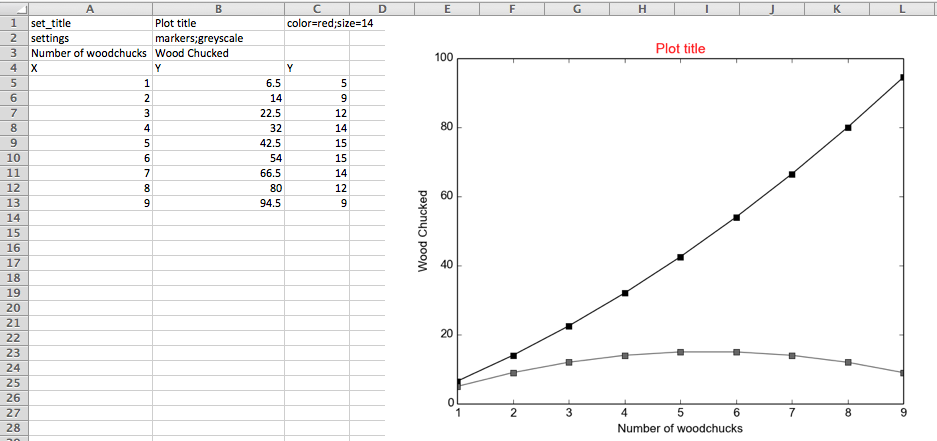 A B C D E F G H I J K L
1 set_title Plot title color=red;size=14
2 settings markers;greyscale
3 Number of woodchucks Wood Chucked
4 X Y Y
5 1 6.5 5
6 2 14 9
7 3 22.5 12
8 4 32 14
9 5 42.5 15
10 6 54 15
11 7 66.5 14
12 8 80 12
13 9 94.5 9
14
15
16
17
18
19
20
21
22
23
24
25
26
27
28
Plot title
100
80
60
40
20
0
Wood Chucked
1 2 3 4 5 6 7 8 9
Number of woodchucks